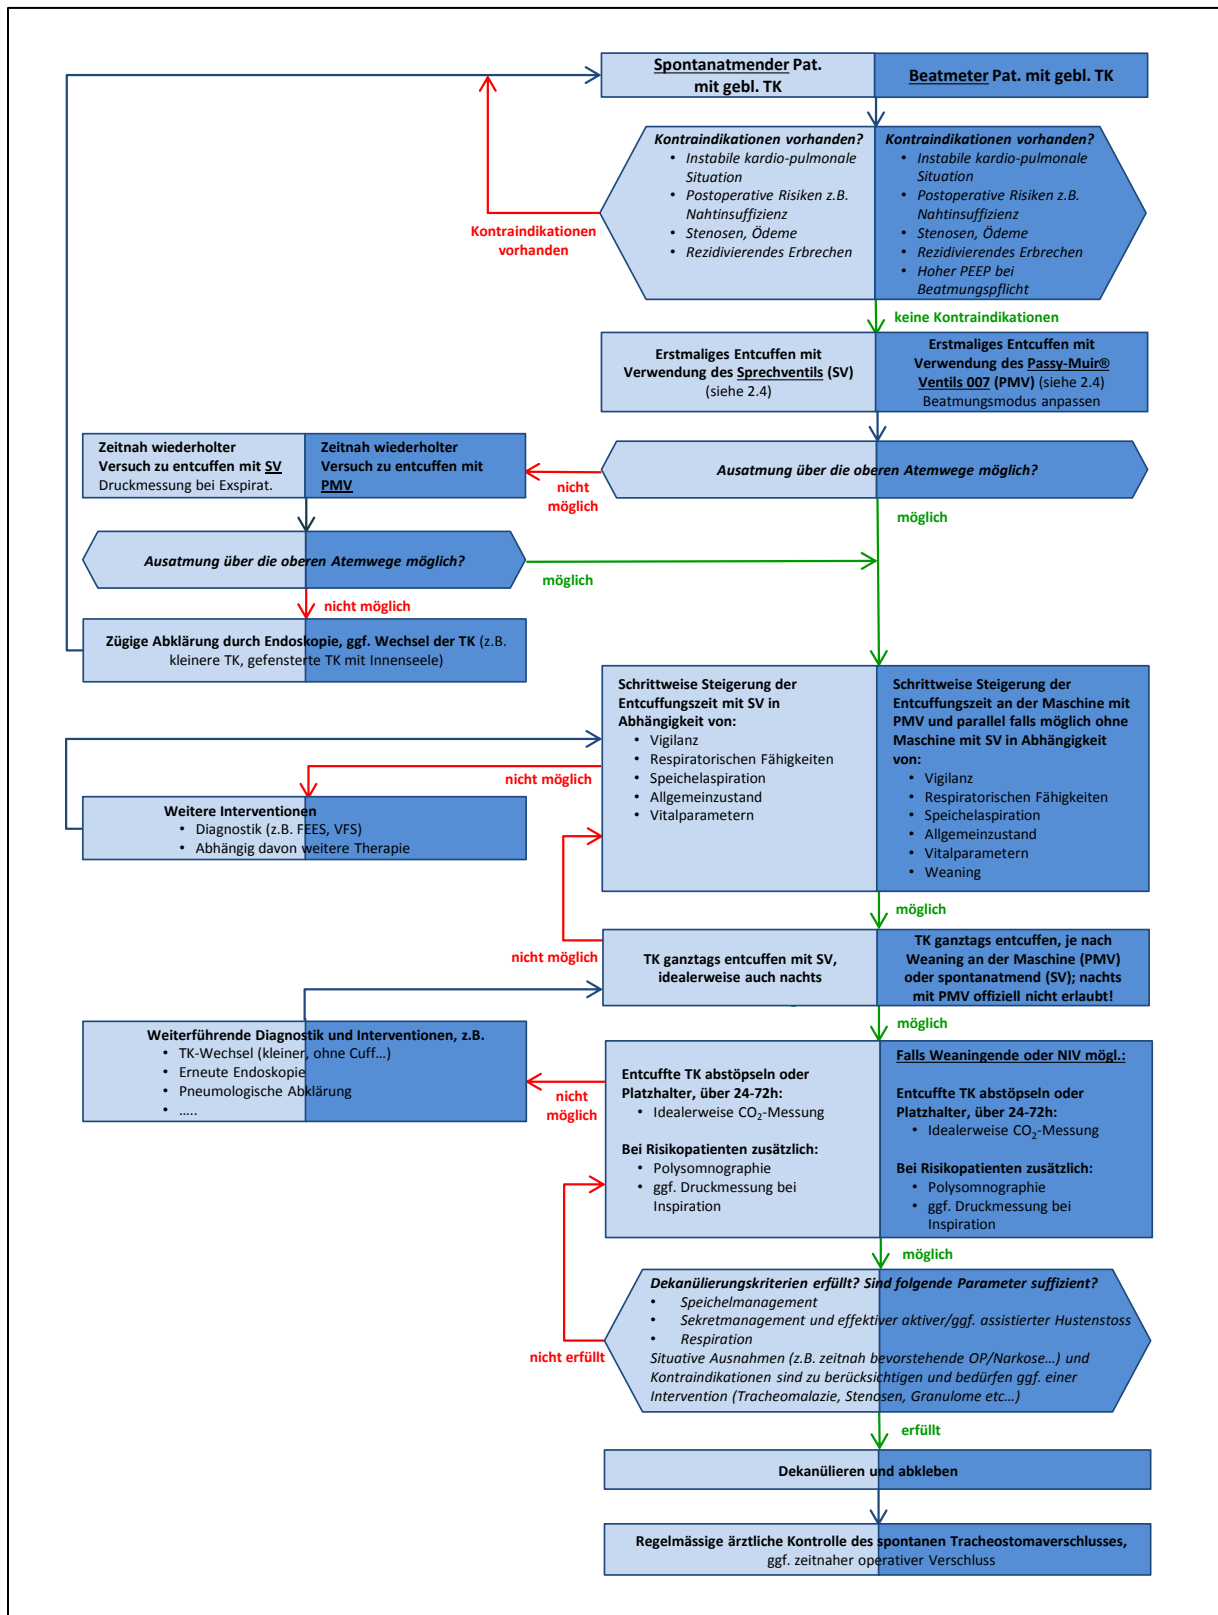 Spontanatmender Pat.
mit gebl. TK
Beatmeter Pat. mit gebl. TK
Kontraindikationen vorhanden?
• Instabile kardio-pulmonale
Situation
• Postoperative Risiken z.B.
Nahtinsuffizienz
• Stenosen, Ödeme
• Rezidivierendes Erbrechen
Kontraindikationen vorhanden?
• Instabile kardio-pulmonale
Situation
• Postoperative Risiken z.B.
Nahtinsuffizienz
• Stenosen, Ödeme
• Rezidivierendes Erbrechen
• Hoher PEEP bei
Beatmungspflicht
Kontraindikationen
vorhanden
keine Kontraindikationen
Erstmaliges Entcuffen mit
Verwendung des Sprechventils (SV)
(siehe 2.4)
Erstmaliges Entcuffen mit
Verwendung des Passy-Muir®
Ventils 007 (PMV) (siehe 2.4)
Beatmungsmodus anpassen
Zeitnah wiederholter
Versuch zu entcuffen mit SV
Druckmessung bei Exspirat.
Zeitnah wiederholter
Versuch zu entcuffen mit
PMV
nicht
möglich
Ausatmung über die oberen Atemwege möglich?
möglich
Ausatmung über die oberen Atemwege möglich?
möglich
nicht möglich
Zügige Abklärung durch Endoskopie, ggf. Wechsel der TK (z.B.
kleinere TK, gefensterte TK mit Innenseele)
Schrittweise Steigerung der
Entcuffungszeit mit SV in
Abhängigkeit von:
• Vigilanz
• Respiratorischen Fähigkeiten
• Speichelaspiration
• Allgemeinzustand
• Vitalparametern
Schrittweise Steigerung der
Entcuffungszeit an der Maschine mit
PMV und parallel falls möglich ohne
Maschine mit SV in Abhängigkeit
von:
• Vigilanz
• Respiratorischen Fähigkeiten
• Speichelaspiration
• Allgemeinzustand
• Vitalparametern
• Weaning
nicht möglich
Weitere Interventionen
• Diagnostik (z.B. FEES, VFS)
• Abhängig davon weitere Therapie
möglich
nicht möglich
TK ganztags entcuffen mit SV,
idealerweise auch nachts
TK ganztags entcuffen, je nach
Weaning an der Maschine (PMV)
oder spontanatmend (SV); nachts
mit PMV offiziell nicht erlaubt!
möglich
Weiterführende Diagnostik und Interventionen, z.B.
• TK-Wechsel (kleiner, ohne Cuff…)
• Erneute Endoskopie
• Pneumologische Abklärung
• …..
nicht
möglich
Entcuffte TK abstöpseln oder
Platzhalter, über 24-72h:
• Idealerweise CO₂-Messung
Bei Risikopatienten zusätzlich:
• Polysomnographie
• ggf. Druckmessung bei
Inspiration
Falls Weaningende oder NIV mögl.:
Entcuffte TK abstöpseln oder
Platzhalter, über 24-72h:
• Idealerweise CO₂-Messung
Bei Risikopatienten zusätzlich:
• Polysomnographie
• ggf. Druckmessung bei
Inspiration
möglich
Dekanülierungskriterien erfüllt? Sind folgende Parameter suffizient?
• Speichelmanagement
• Sekretmanagement und effektiver aktiver/ggf. assistierter Hustenstoss
• Respiration
Situative Ausnahmen (z.B. zeitnah bevorstehende OP/Narkose…) und
Kontraindikationen sind zu berücksichtigen und bedürfen ggf. einer
Intervention (Tracheomalazie, Stenosen, Granulome etc…)
nicht erfüllt
erfüllt
Dekanülieren und abkleben
Regelmässige ärztliche Kontrolle des spontanen Tracheostomaverschlusses,
ggf. zeitnaher operativer Verschluss